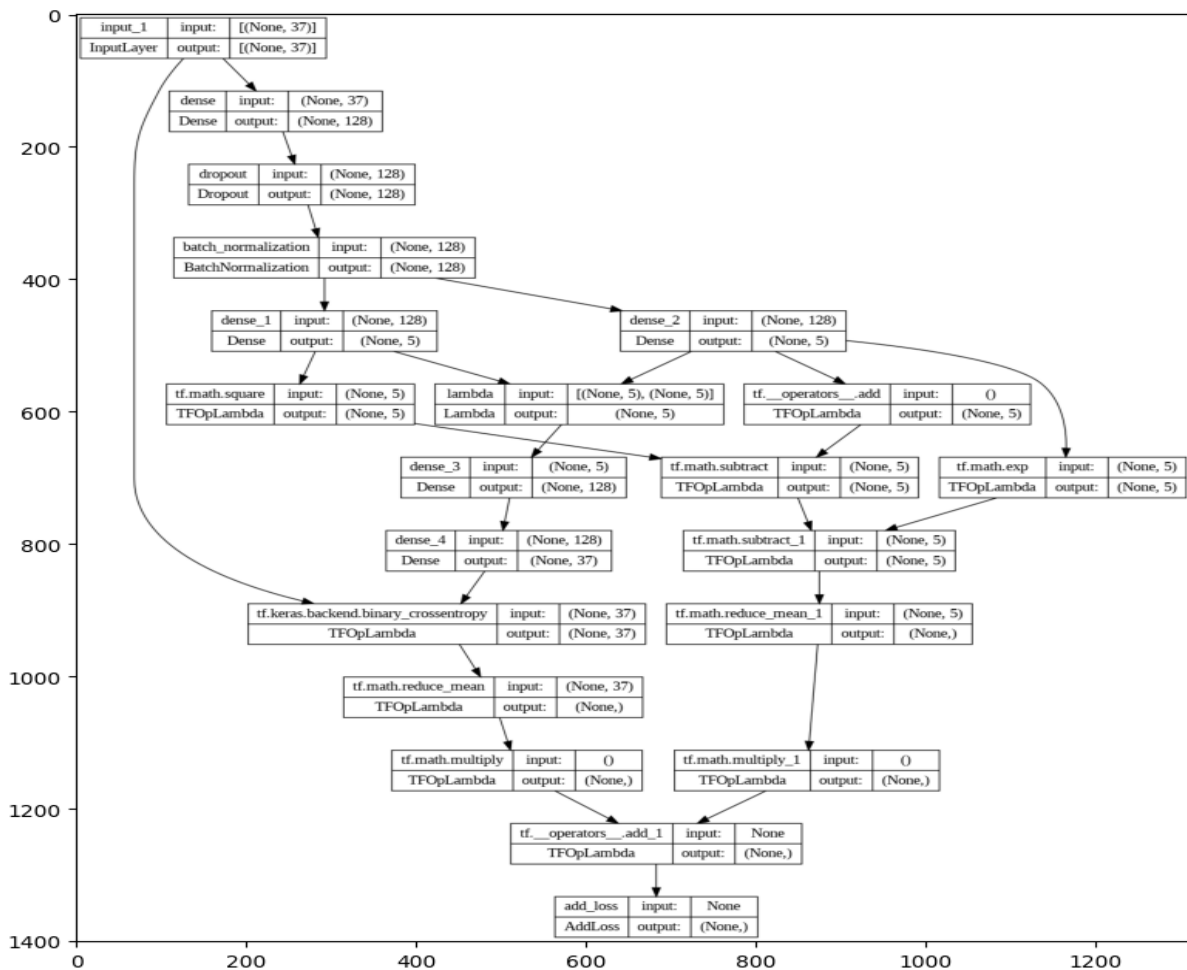 0
input_1 input: [(None, 37)]
InputLayer output: [(None, 37)]
dense input: (None, 37)
Dense output: (None, 128)
200
dropout input: (None, 128)
Dropout output: (None, 128)
batch_normalization input: (None, 128)
BatchNormalization output: (None, 128)
400
dense_1 input: (None, 128)
Dense output: (None, 5)
dense_2 input: (None, 128)
Dense output: (None, 5)
tf.math.square input: (None, 5)
TFOpLambda output: (None, 5)
lambda input: [(None, 5), (None, 5)]
Lambda output: (None, 5)
tf.__operators__.add input: ()
TFOpLambda output: (None, 5)
600
dense_3 input: (None, 5)
Dense output: (None, 128)
tf.math.subtract input: (None, 5)
TFOpLambda output: (None, 5)
tf.math.exp input: (None, 5)
TFOpLambda output: (None, 5)
dense_4 input: (None, 128)
Dense output: (None, 37)
tf.math.subtract_1 input: (None, 5)
TFOpLambda output: (None, 5)
800
tf.keras.backend.binary_crossentropy input: (None, 37)
TFOpLambda output: (None, 37)
tf.math.reduce_mean_1 input: (None, 5)
TFOpLambda output: (None,)
1000
tf.math.reduce_mean input: (None, 37)
TFOpLambda output: (None,)
tf.math.multiply input: ()
TFOpLambda output: (None,)
tf.math.multiply_1 input: ()
TFOpLambda output: (None,)
1200
tf.__operators__.add_1 input: None
TFOpLambda output: (None,)
add_loss input: None
AddLoss output: (None,)
1400
0 200 400 600 800 1000 1200